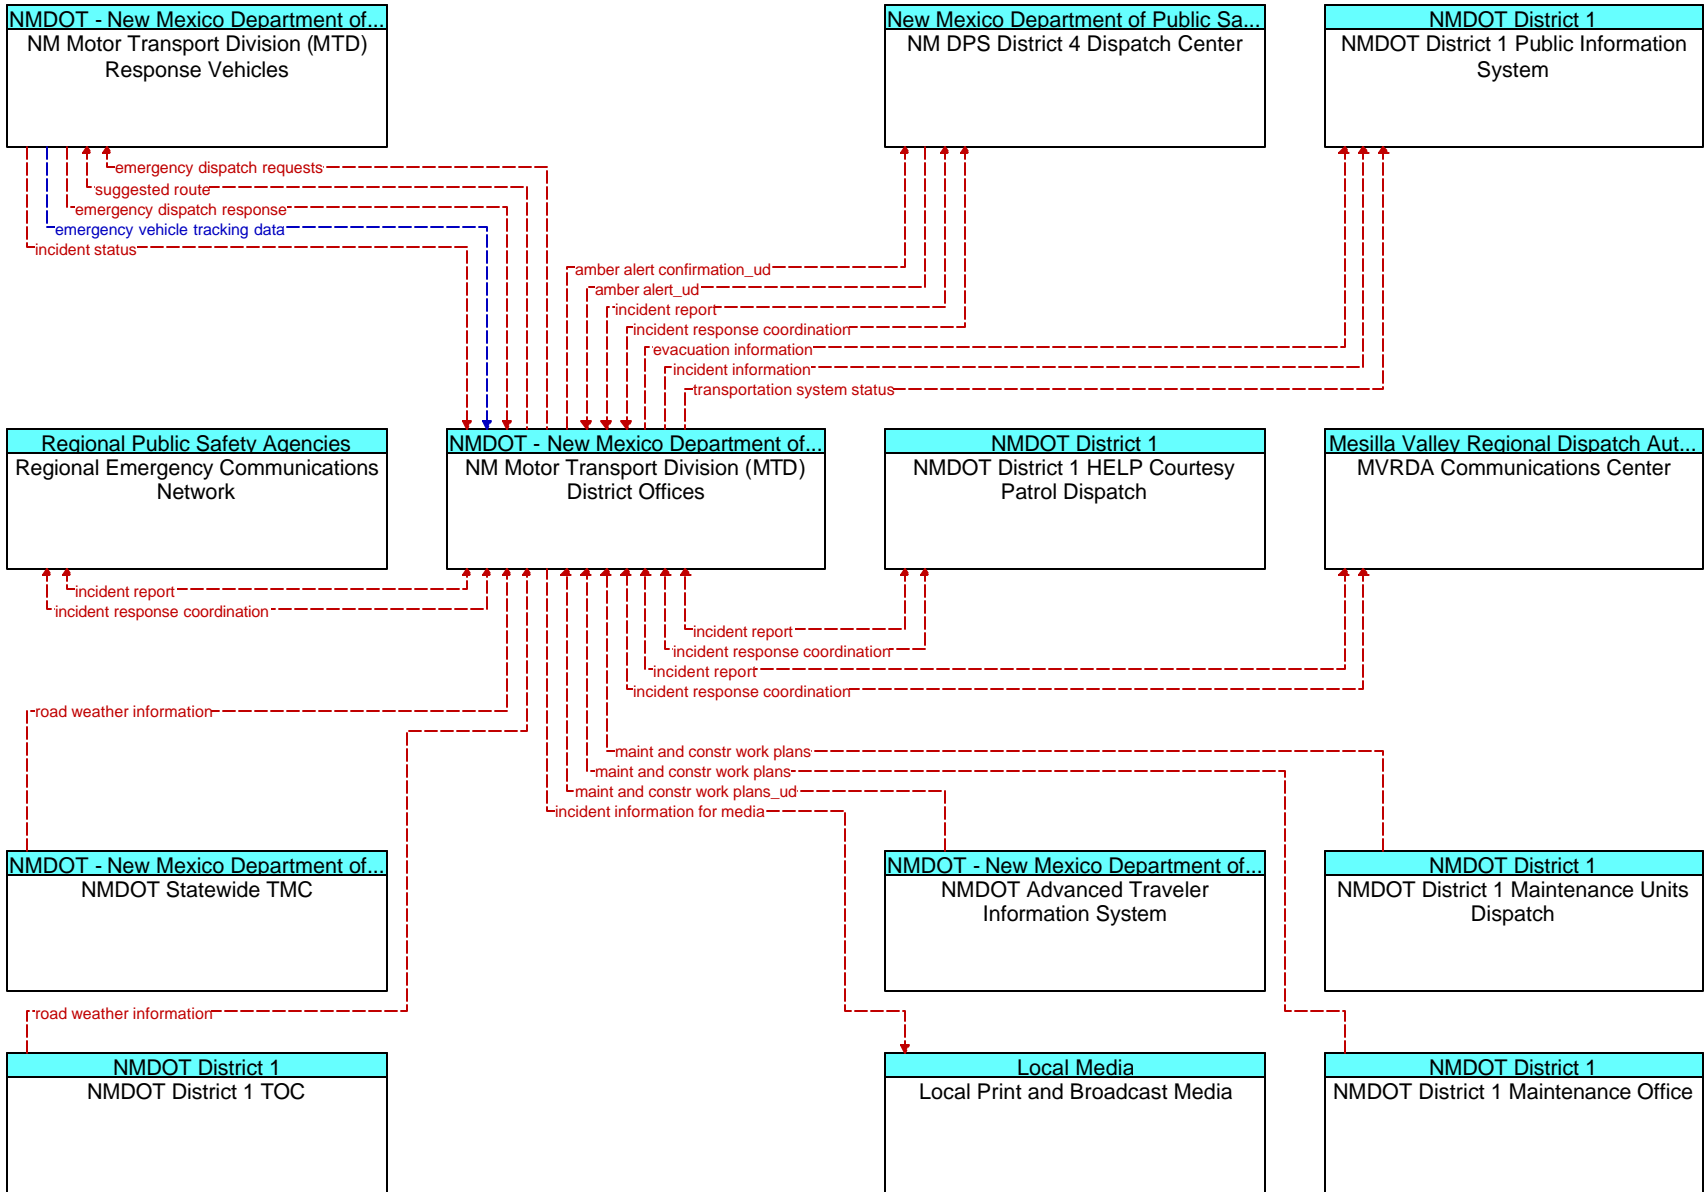 NMDOT - New Mexico Department of...
NM Motor Transport Division (MTD)
Response Vehicles
New Mexico Department of Public Sa...
NM DPS District 4 Dispatch Center
NMDOT District 1
NMDOT District 1 Public Information
System
emergency dispatch requests
suggested route
emergency dispatch response
emergency vehicle tracking data
incident status
amber alert confirmation_ud
amber alert_ud
incident report
incident response coordination
evacuation information
incident information
transportation system status
Regional Public Safety Agencies
Regional Emergency Communications
Network
NMDOT - New Mexico Department of...
NM Motor Transport Division (MTD)
District Offices
NMDOT District 1
NMDOT District 1 HELP Courtesy
Patrol Dispatch
Mesilla Valley Regional Dispatch Aut...
MVRDA Communications Center
incident report
incident response coordination
incident report
incident response coordination
incident report
incident response coordination
road weather information
maint and constr work plans
maint and constr work plans
maint and constr work plans_ud
incident information for media
NMDOT - New Mexico Department of...
NMDOT Statewide TMC
NMDOT - New Mexico Department of...
NMDOT Advanced Traveler
Information System
NMDOT District 1
NMDOT District 1 Maintenance Units
Dispatch
road weather information
NMDOT District 1
NMDOT District 1 TOC
Local Media
Local Print and Broadcast Media
NMDOT District 1
NMDOT District 1 Maintenance Office